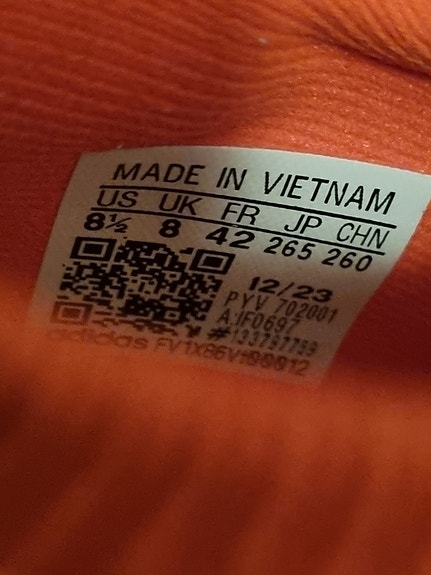 MADE IN VIETNAM
US UK FR JP CHN
8½ 8 42 265 260
12/23
PYV 702001
#133797799
adidas